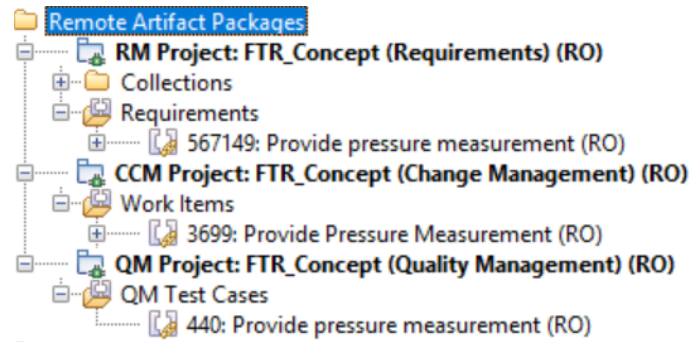 Remote Artifact Packages
RM Project: FTR_Concept (Requirements) (RO)
Collections
Requirements
567149: Provide pressure measurement (RO)
CCM Project: FTR_Concept (Change Management) (RO)
Work Items
3699: Provide Pressure Measurement (RO)
QM Project: FTR_Concept (Quality Management) (RO)
QM Test Cases
440: Provide pressure measurement (RO)